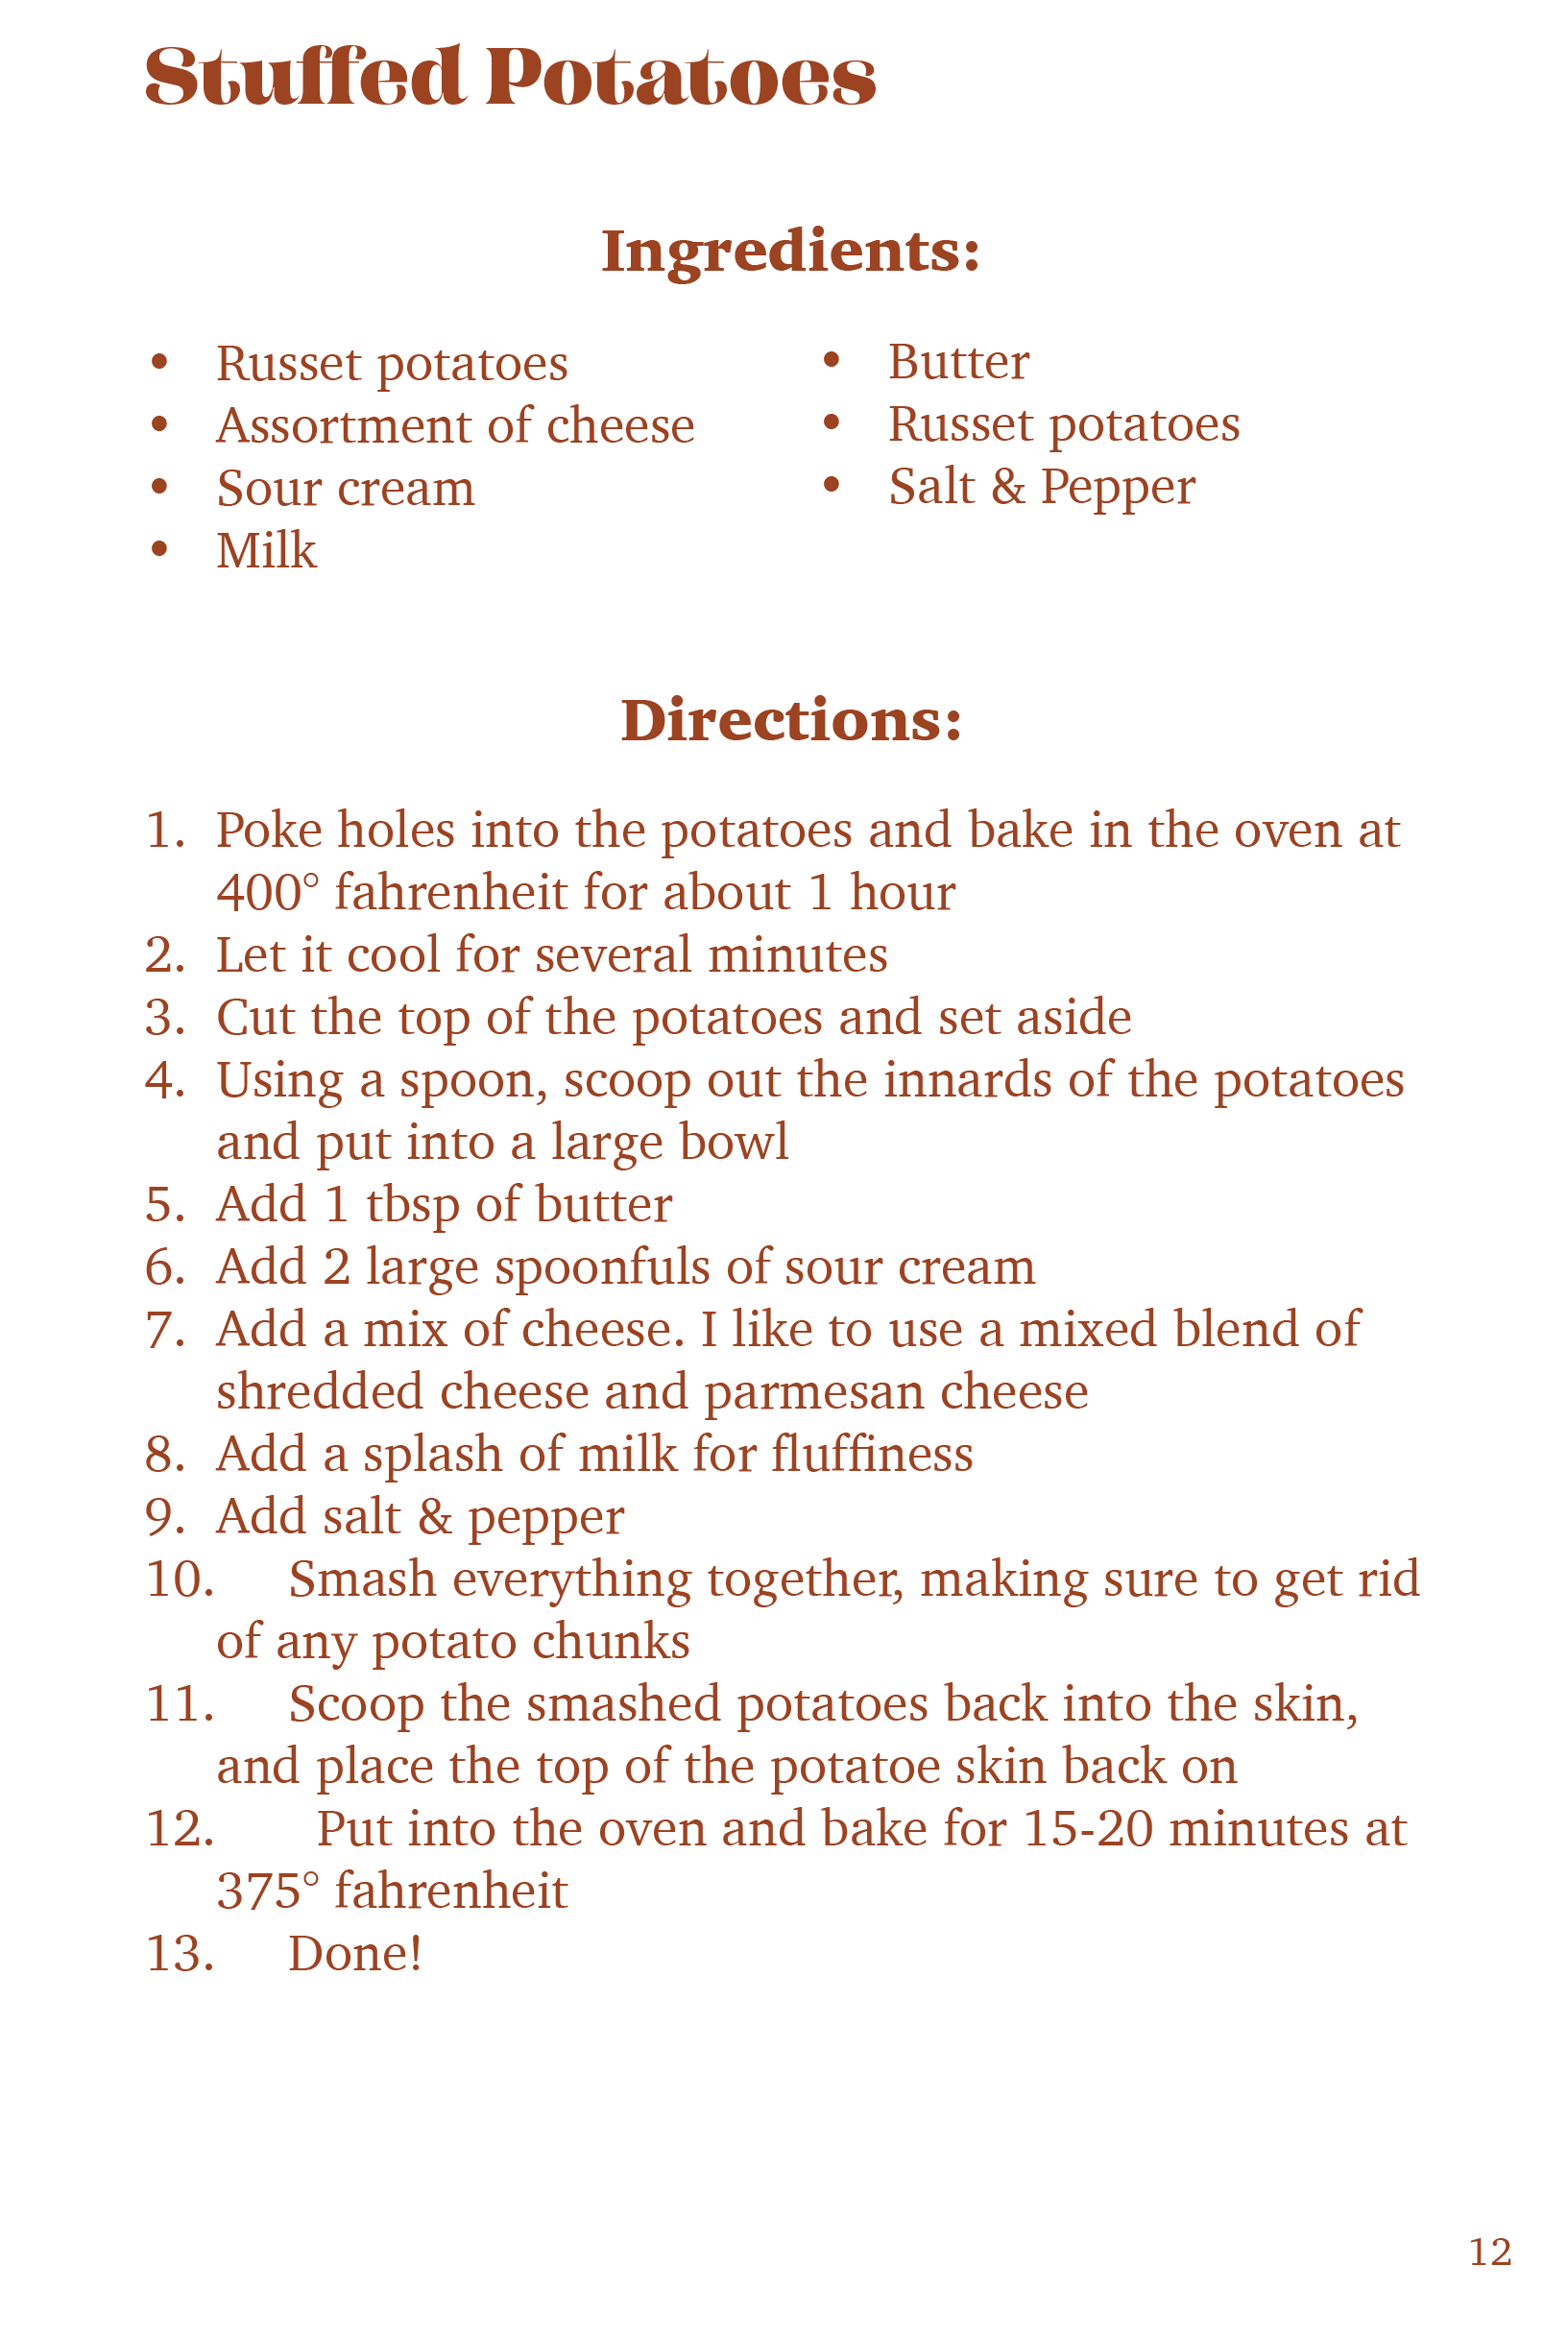 Stuffed Potatoes
Ingredients:
• Russet potatoes
• Assortment of cheese
• Sour cream
• Milk
• Butter
• Russet potatoes
• Salt & Pepper
Directions:
1. Poke holes into the potatoes and bake in the oven at
400° fahrenheit for about 1 hour
2. Let it cool for several minutes
3. Cut the top of the potatoes and set aside
4. Using a spoon, scoop out the innards of the potatoes
and put into a large bowl
5. Add 1 tbsp of butter
6. Add 2 large spoonfuls of sour cream
7. Add a mix of cheese. I like to use a mixed blend of
shredded cheese and parmesan cheese
8. Add a splash of milk for fluffiness
9. Add salt & pepper
10. Smash everything together, making sure to get rid
of any potato chunks
11. Scoop the smashed potatoes back into the skin,
and place the top of the potatoe skin back on
12. Put into the oven and bake for 15-20 minutes at
375° fahrenheit
13. Done!
12